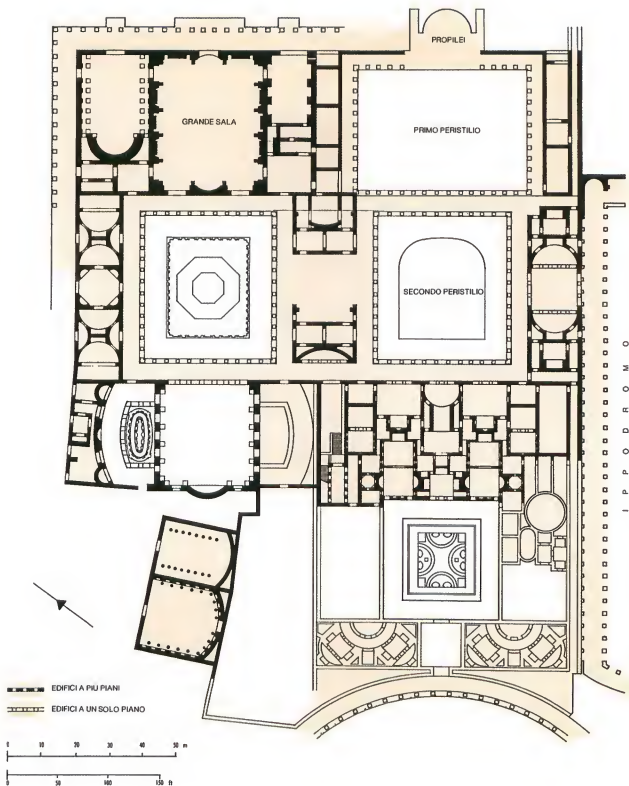 PROPILEI
GRANDE SALA
PRIMO PERISTILIO
SECONDO PERISTILIO
IPPODROMO
EDIFICI A PIÙ PIANI
EDIFICI A UN SOLO PIANO
0 10 20 30 40 50 m
0 50 100 150 ft